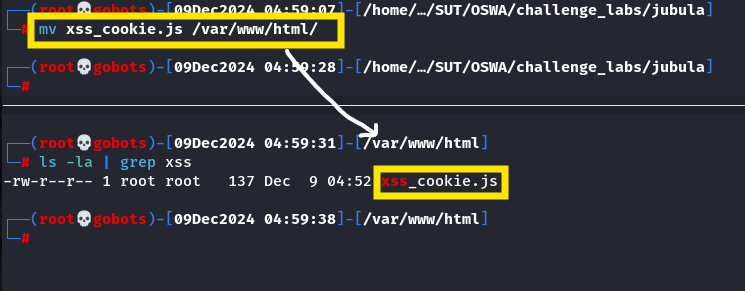 (root💀gobots)-[09Dec2024 04:59:07]-[/home/…/SUT/OSWA/challenge_labs/jubula]
mv xss_cookie.js /var/www/html/
(root💀gobots)-[09Dec2024 04:59:28]-[/home/…/SUT/OSWA/challenge_labs/jubula]
#
(root💀gobots)-[09Dec2024 04:59:31]-[/var/www/html]
# ls -la | grep xss
-rw-r--r-- 1 root root   137 Dec  9 04:52 xss_cookie.js
(root💀gobots)-[09Dec2024 04:59:38]-[/var/www/html]
#